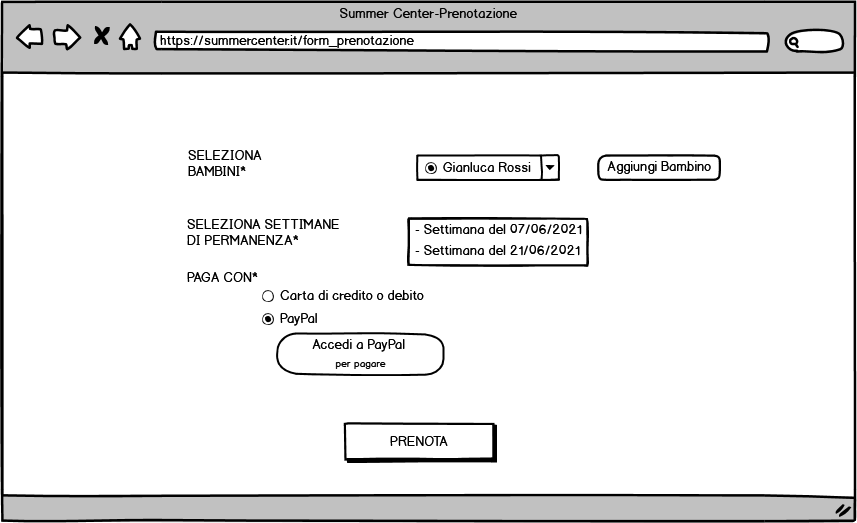 Summer Center-Prenotazione
https://summercenter.it/form_prenotazione
SELEZIONA
BAMBINI*
Gianluca Rossi
Aggiungi Bambino
SELEZIONA SETTIMANE
DI PERMANENZA*
- Settimana del 07/06/2021
- Settimana del 21/06/2021
PAGA CON*
Carta di credito o debito
PayPal
Accedi a PayPal
per pagare
PRENOTA